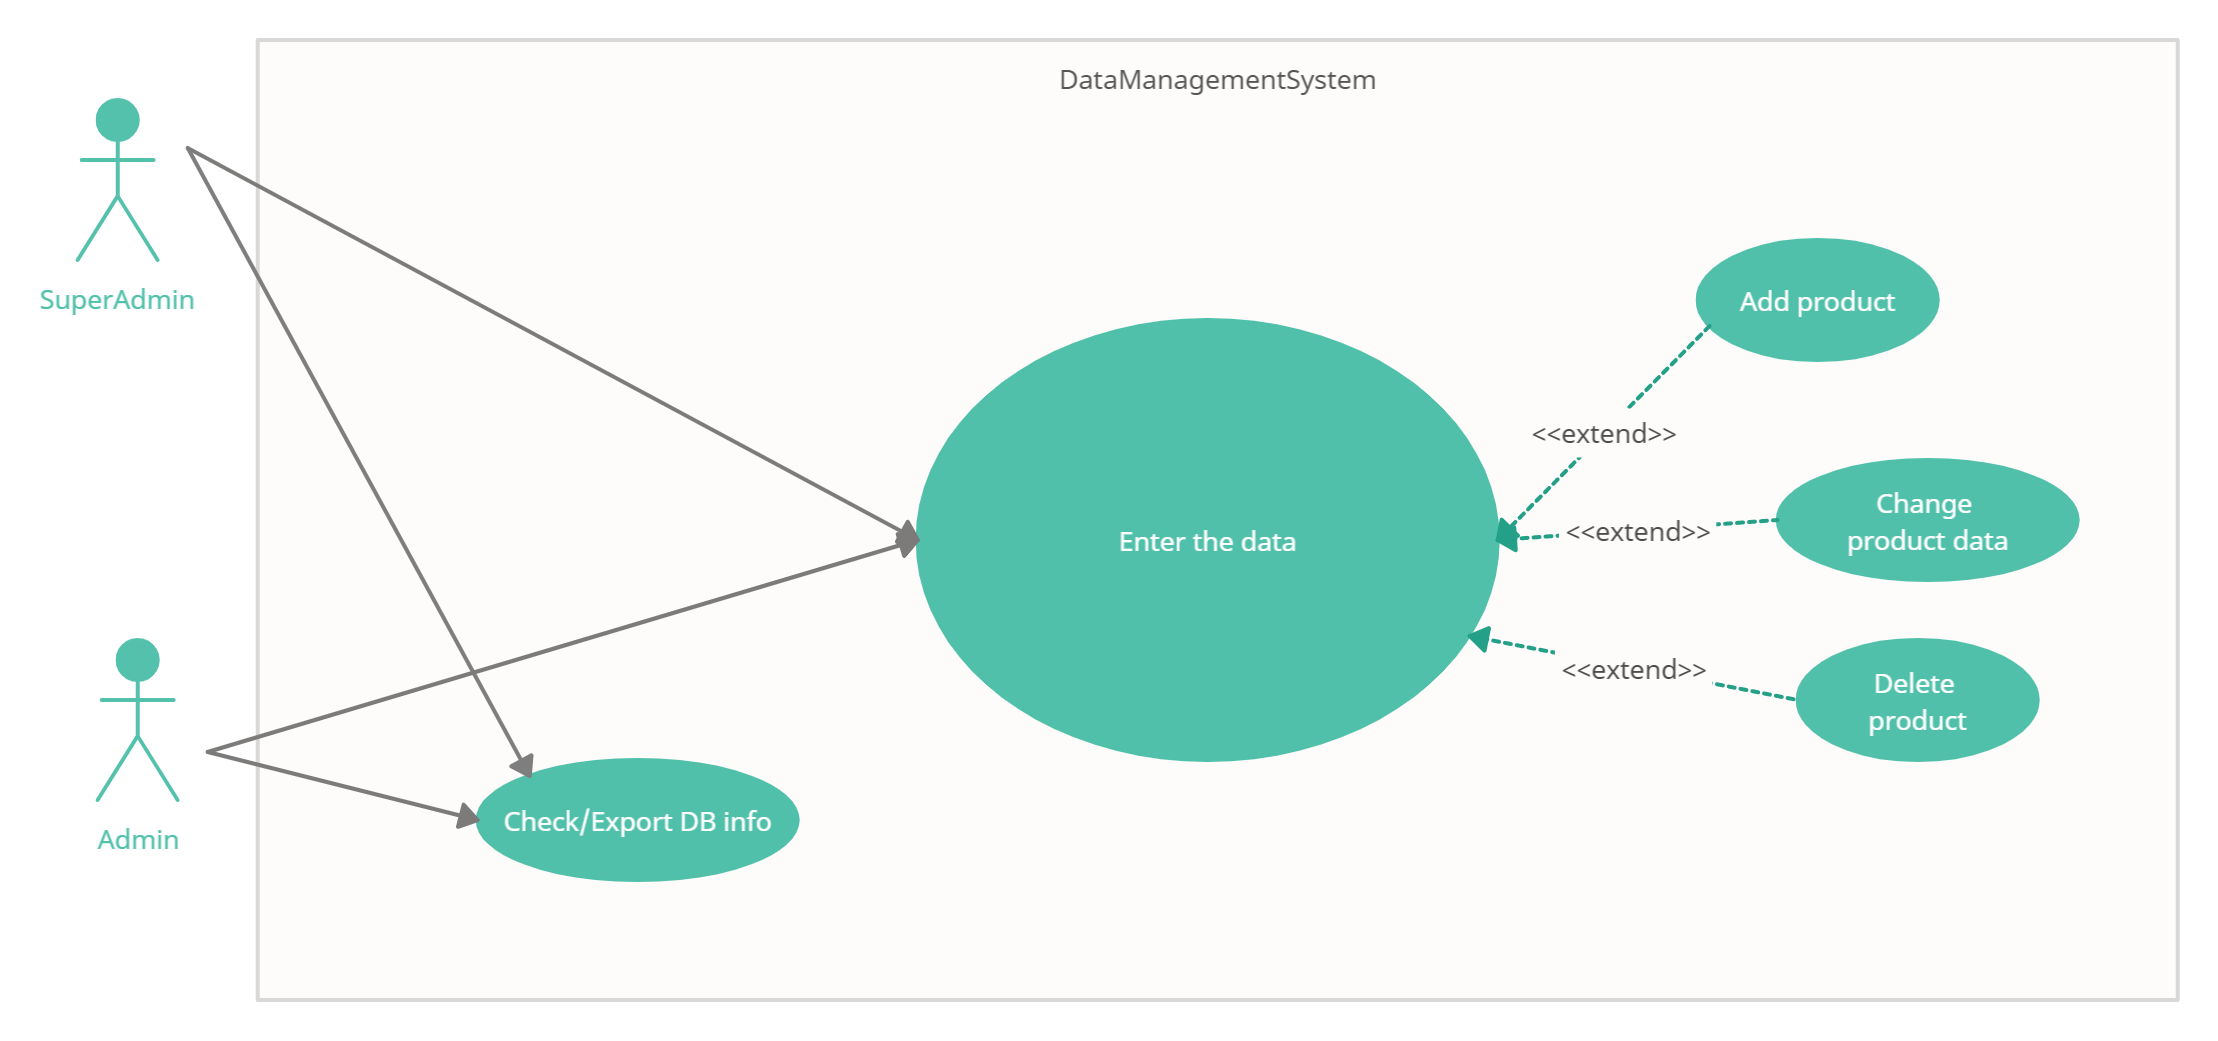 DataManagementSystem
SuperAdmin
Add product
<<extend>>
Change
product data
<<extend>>
Enter the data
<<extend>>
Delete
product
Check/Export DB info
Admin